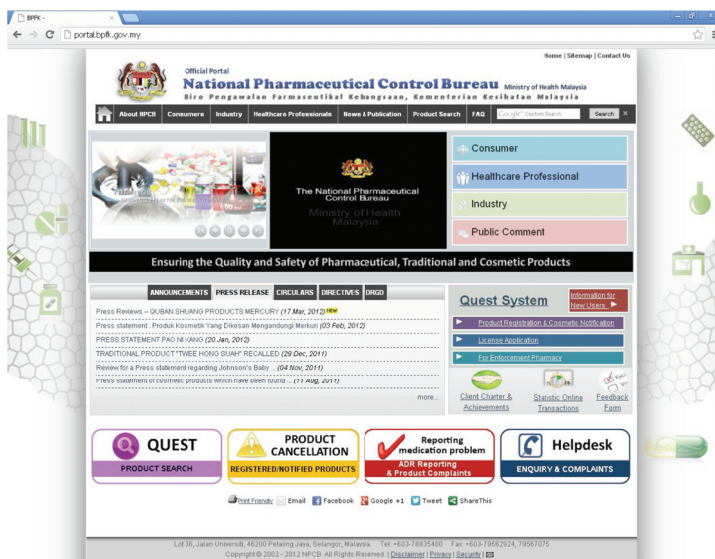 BPFK -
portal.bpfk.gov.my
Home | Sitemap | Contact Us
Official Portal
National Pharmaceutical Control Bureau Ministry of Health Malaysia
Biro Pengawalan Farmaseutikal Kebangsaan, Kementerian Kesihatan Malaysia
About NPCB Consumers Industry Healthcare Professionals News & Publication Product Search FAQ Google™ Custom Search Search ×
The National Pharmaceutical
Control Bureau
Ministry of Health
Malaysia
Consumer
Healthcare Professional
Industry
Public Comment
Ensuring the Quality and Safety of Pharmaceutical, Traditional and Cosmetic Products
ANNOUNCEMENTS PRESS RELEASE CIRCULARS DIRECTIVES DRGD
Press Reviews -- QUBAN SHUANG PRODUCTS MERCURY (17 Mar, 2012) NEW
Press statement : Produk Kosmetik Yang Dikesan Mengandungi Merkuri (03 Feb, 2012)
PRESS STATEMENT PAO NI KANG (20 Jan, 2012)
TRADITIONAL PRODUCT "TWEE HONG SUAH" RECALLED (29 Dec, 2011)
Review for a Press statement regarding Johnson's Baby ... (04 Nov, 2011)
Press statement of cosmetic products which have been found ... (11 Aug, 2011)
more...
Quest System
Information for
New Users
Product Registration & Cosmetic Notification
License Application
For Enforcement Pharmacy
Client Charter &
Achievements
Statistic Online
Transactions
Feedback
Form
QUEST
PRODUCT SEARCH
PRODUCT
CANCELLATION
REGISTERED/NOTIFIED PRODUCTS
Reporting
medication problem
ADR Reporting
& Product Complaints
Helpdesk
ENQUIRY & COMPLAINTS
Print Friendly Email Facebook Google +1 Tweet ShareThis
Lot 36, Jalan Universiti, 46200 Petaling Jaya, Selangor, Malaysia. Tel: +603-78835400 Fax: +603-79562924, 79567075
Copyright © 2002 - 2012 NPCB. All Rights Reserved. | Disclaimer | Privacy | Security |